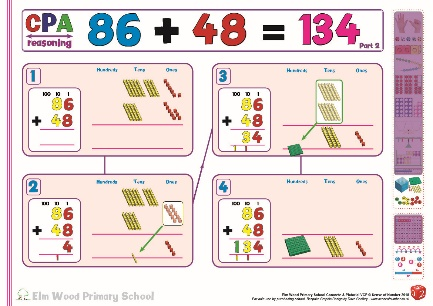 CPA
reasoning
86 + 48 = 134
Part 2
1
Hundreds Tens Ones
100 10 1
86
+ 48
2
Hundreds Tens Ones
100 10 1
86
+ 48
4
1
3
Hundreds Tens Ones
100 10 1
86
+ 48
34
1 1
4
Hundreds Tens Ones
100 10 1
86
+ 48
134
1 1
Elm Wood Primary School